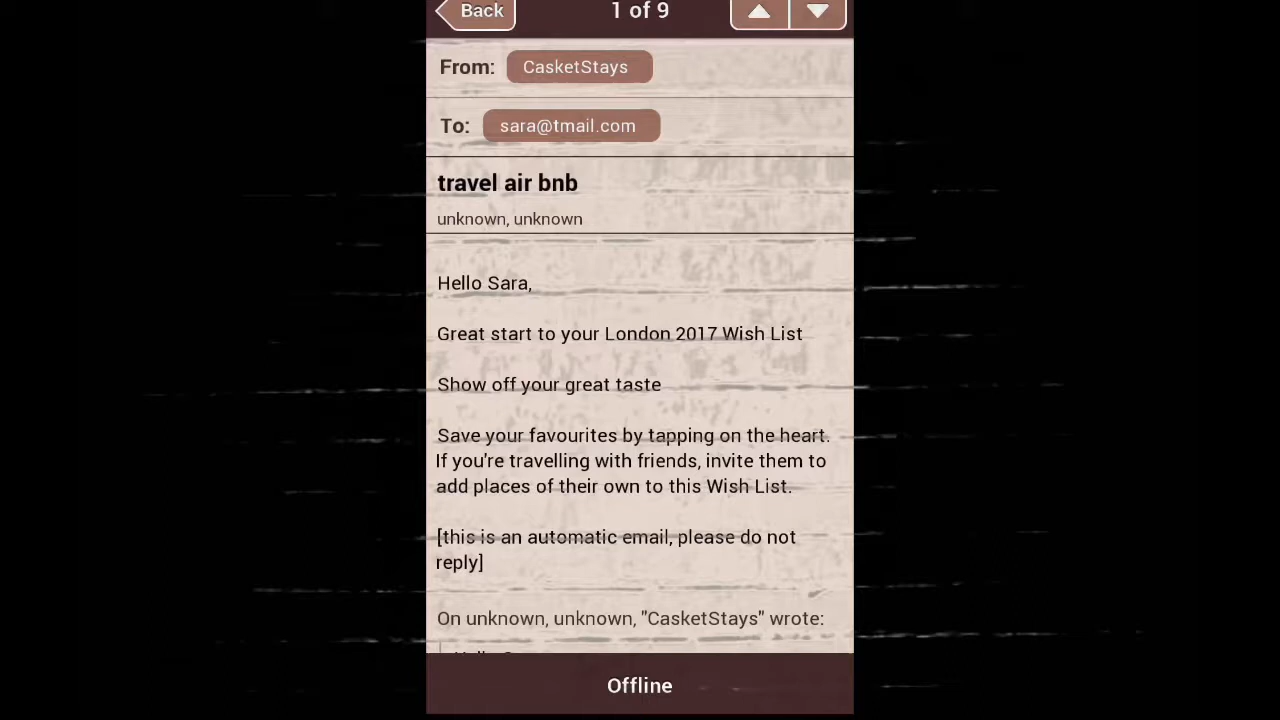 Back
1 of 9
From: CasketStays
To: sara@tmail.com
travel air bnb
unknown, unknown
Hello Sara,
Great start to your London 2017 Wish List
Show off your great taste
Save your favourites by tapping on the heart.
If you're travelling with friends, invite them to
add places of their own to this Wish List.
[this is an automatic email, please do not
reply]
On unknown, unknown, "CasketStays" wrote:
Offline